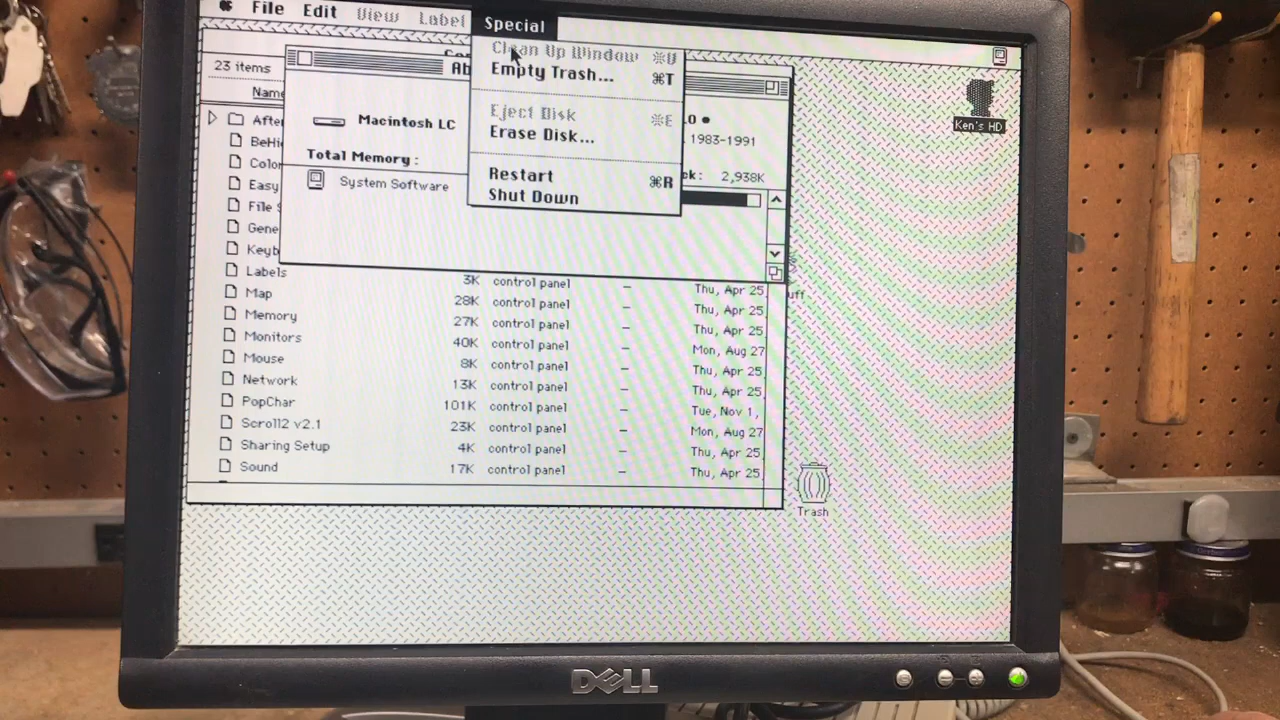 File Edit View Label Special
Clean Up Window ⌘U
Empty Trash... ⌘T
Eject Disk ⌘E
Erase Disk...
Restart ⌘R
Shut Down
23 items
Name
Macintosh LC
1983-1991
Total Memory :
2,938K
System Software
Ken's HD
Labels 3K control panel – Thu, Apr 25
Map 28K control panel – Thu, Apr 25
Memory 27K control panel – Thu, Apr 25
Monitors 40K control panel – Mon, Aug 27
Mouse 8K control panel – Thu, Apr 25
Network 13K control panel – Thu, Apr 25
PopChar 101K control panel – Tue, Nov 1,
Scroll2 v2.1 23K control panel – Mon, Aug 27
Sharing Setup 4K control panel – Thu, Apr 25
Sound 17K control panel – Thu, Apr 25
Trash
DELL